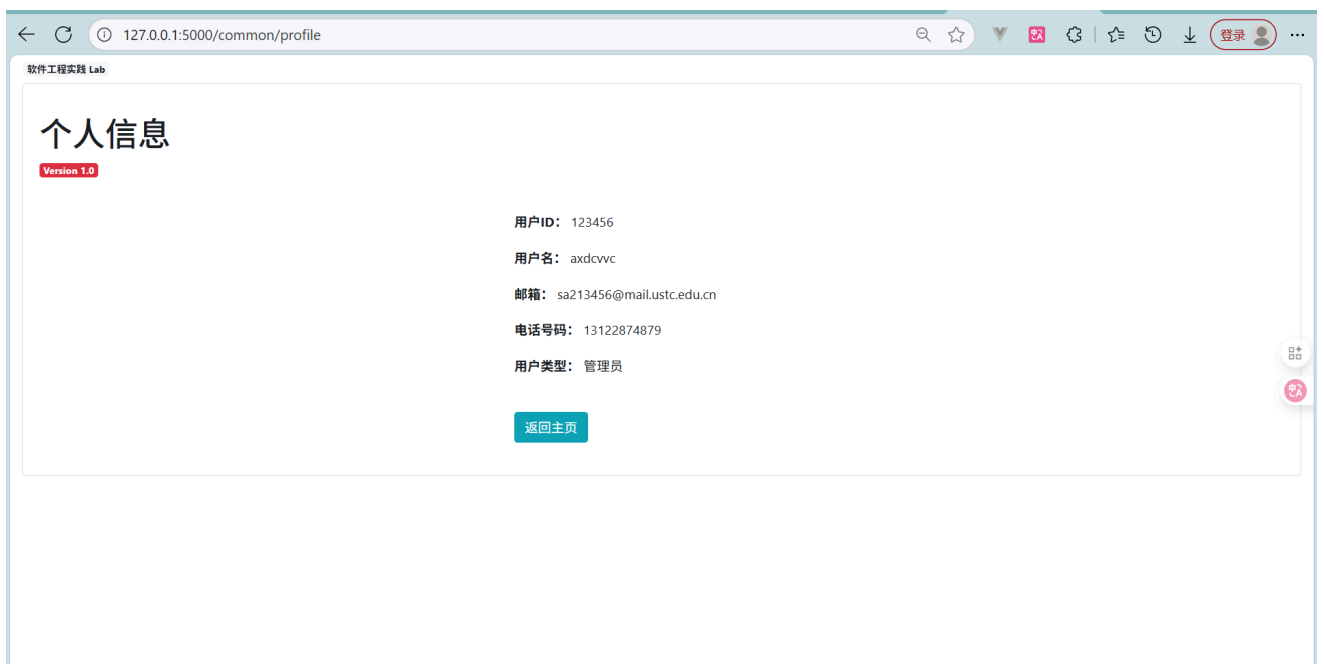 127.0.0.1:5000/common/profile
登录
软件工程实践 Lab
个人信息
Version 1.0
用户ID： 123456
用户名： axdcvvc
邮箱： sa213456@mail.ustc.edu.cn
电话号码： 13122874879
用户类型： 管理员
返回主页